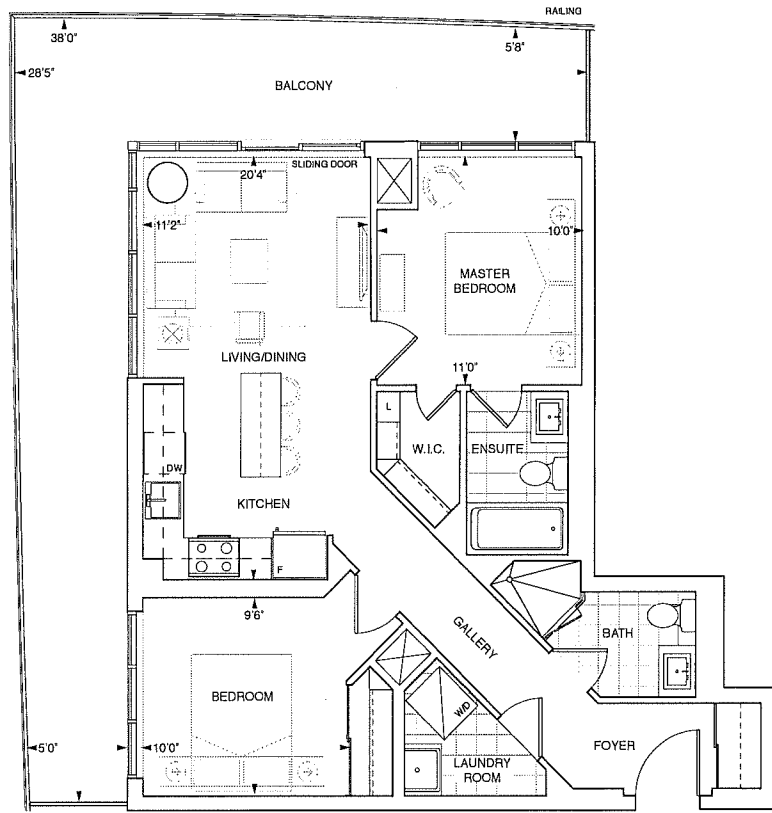 RAILING
38'0"
5'8"
28'5"
BALCONY
SLIDING DOOR
20'4"
11'2"
10'0"
MASTER
BEDROOM
LIVING/DINING
11'0"
L
W.I.C.
ENSUITE
DW
KITCHEN
F
9'6"
GALLERY
BATH
BEDROOM
W/D
5'0"
10'0"
LAUNDRY
ROOM
FOYER